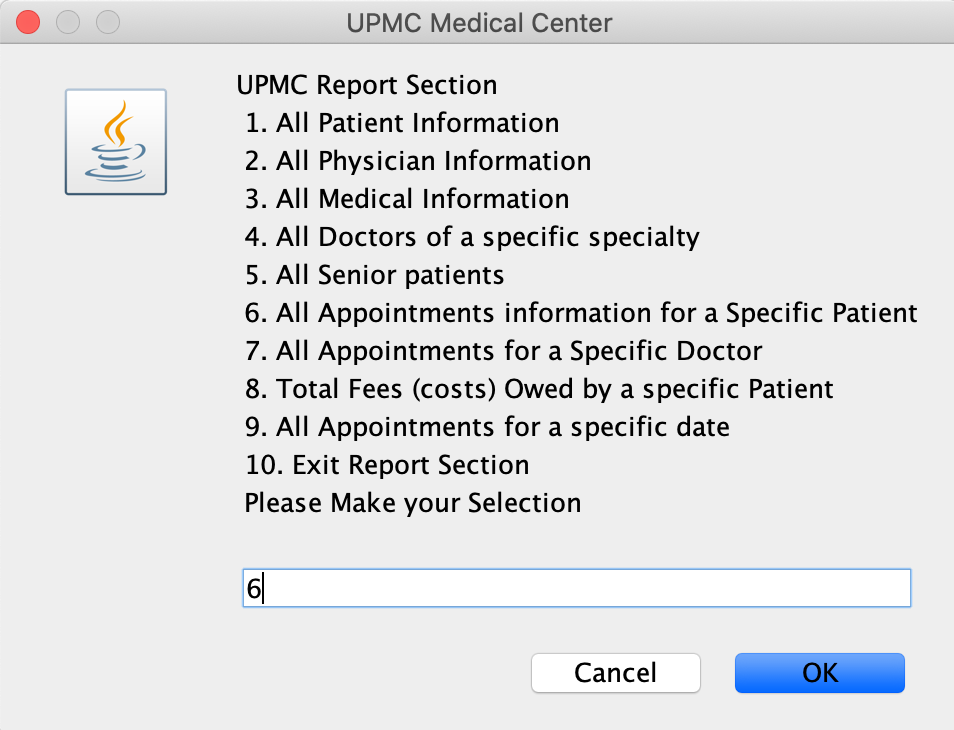 UPMC Medical Center
UPMC Report Section
1. All Patient Information
2. All Physician Information
3. All Medical Information
4. All Doctors of a specific specialty
5. All Senior patients
6. All Appointments information for a Specific Patient
7. All Appointments for a Specific Doctor
8. Total Fees (costs) Owed by a specific Patient
9. All Appointments for a specific date
10. Exit Report Section
Please Make your Selection
6
Cancel
OK